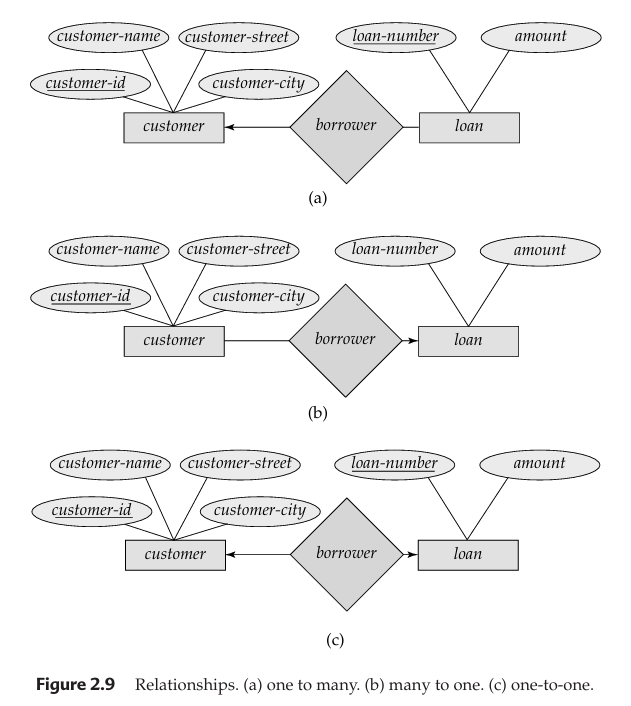 customer-name customer-street loan-number amount
customer-id customer-city
customer borrower loan
(a)
customer-name customer-street loan-number amount
customer-id customer-city
customer borrower loan
(b)
customer-name customer-street loan-number amount
customer-id customer-city
customer borrower loan
(c)
Figure 2.9 Relationships. (a) one to many. (b) many to one. (c) one-to-one.